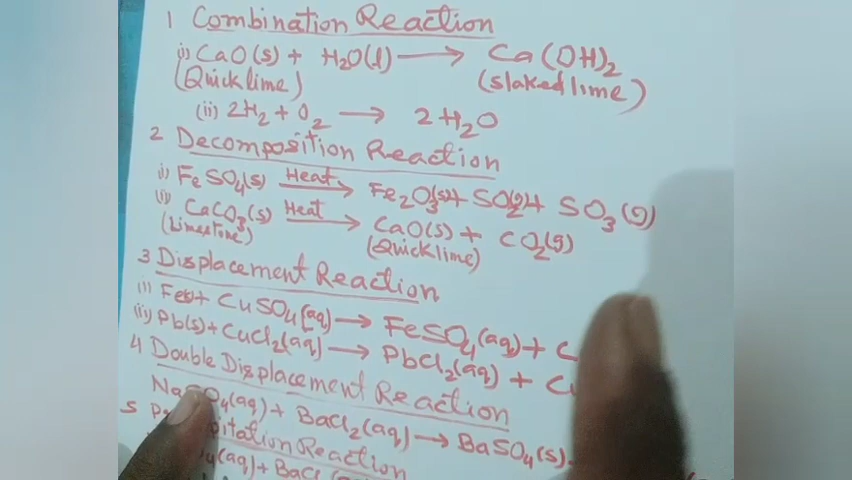 1 Combination Reaction
i) CaO(s) + H₂O(l) ⟶ Ca(OH)₂
(Quicklime) (slaked lime)
(ii) 2H₂ + O₂ ⟶ 2H₂O
2 Decomposition Reaction
i) FeSO₄(s) Heat⟶ Fe₂O₃(s)+ SO₂(g)+ SO₃(g)
(ii) CaCO₃(s) Heat⟶ CaO(s) + CO₂(g)
(Limestone) (Quicklime)
3 Displacement Reaction
(i) Fe(s)+ CuSO₄(aq) ⟶ FeSO₄(aq) +
(ii) Pb(s)+ CuCl₂(aq) ⟶ PbCl₂(aq) +
4 Double Displacement Reaction
(aq)+ BaCl₂(aq) ⟶ BaSO₄(s)
5 Reaction
(aq)+